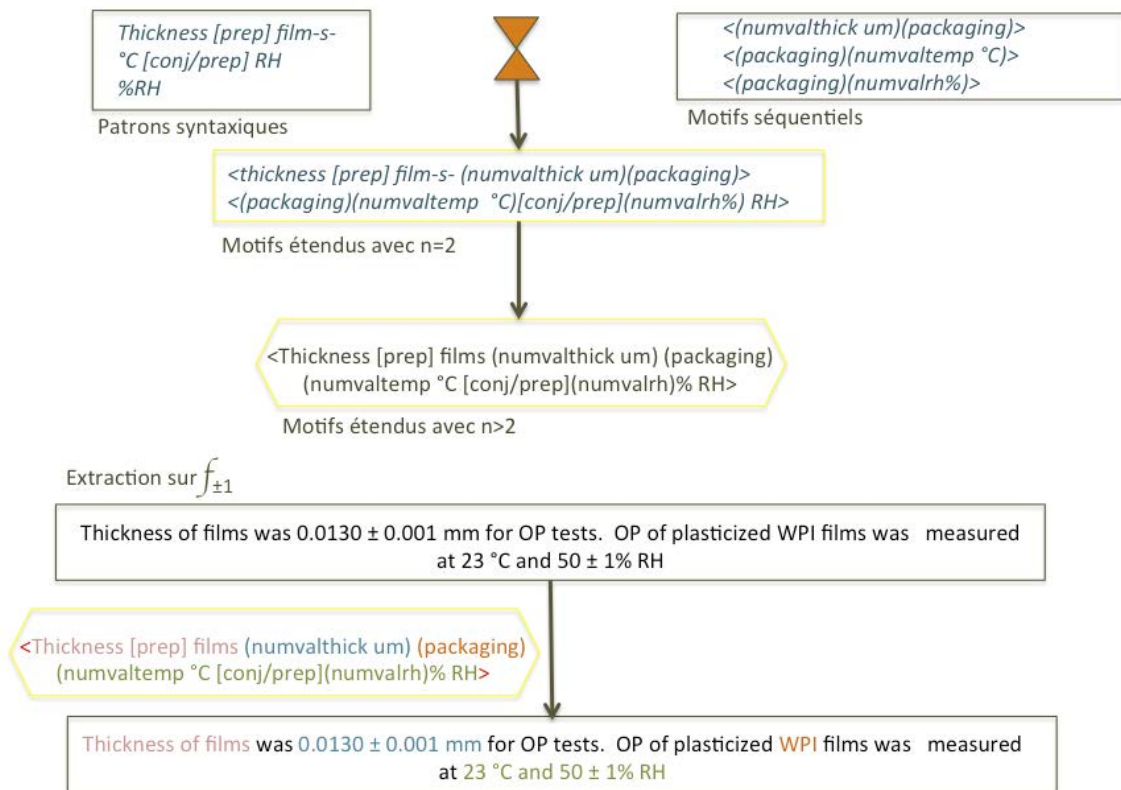 Thickness [prep] film-s-
°C [conj/prep] RH
%RH
Patrons syntaxiques
<(numvalthick um)(packaging)>
<(packaging)(numvaltemp °C)>
<(packaging)(numvalrh%)>
Motifs séquentiels
<thickness [prep] film-s- (numvalthick um)(packaging)>
<(packaging)(numvaltemp °C)[conj/prep](numvalrh%) RH>
Motifs étendus avec n=2
<Thickness [prep] films (numvalthick um) (packaging)
(numvaltemp °C [conj/prep](numvalrh)% RH>
Motifs étendus avec n>2
Extraction sur f±1
Thickness of films was 0.0130 ± 0.001 mm for OP tests. OP of plasticized WPI films was measured
at 23 °C and 50 ± 1% RH
<Thickness [prep] films (numvalthick um) (packaging)
(numvaltemp °C [conj/prep](numvalrh)% RH>
Thickness of films was 0.0130 ± 0.001 mm for OP tests. OP of plasticized WPI films was measured
at 23 °C and 50 ± 1% RH